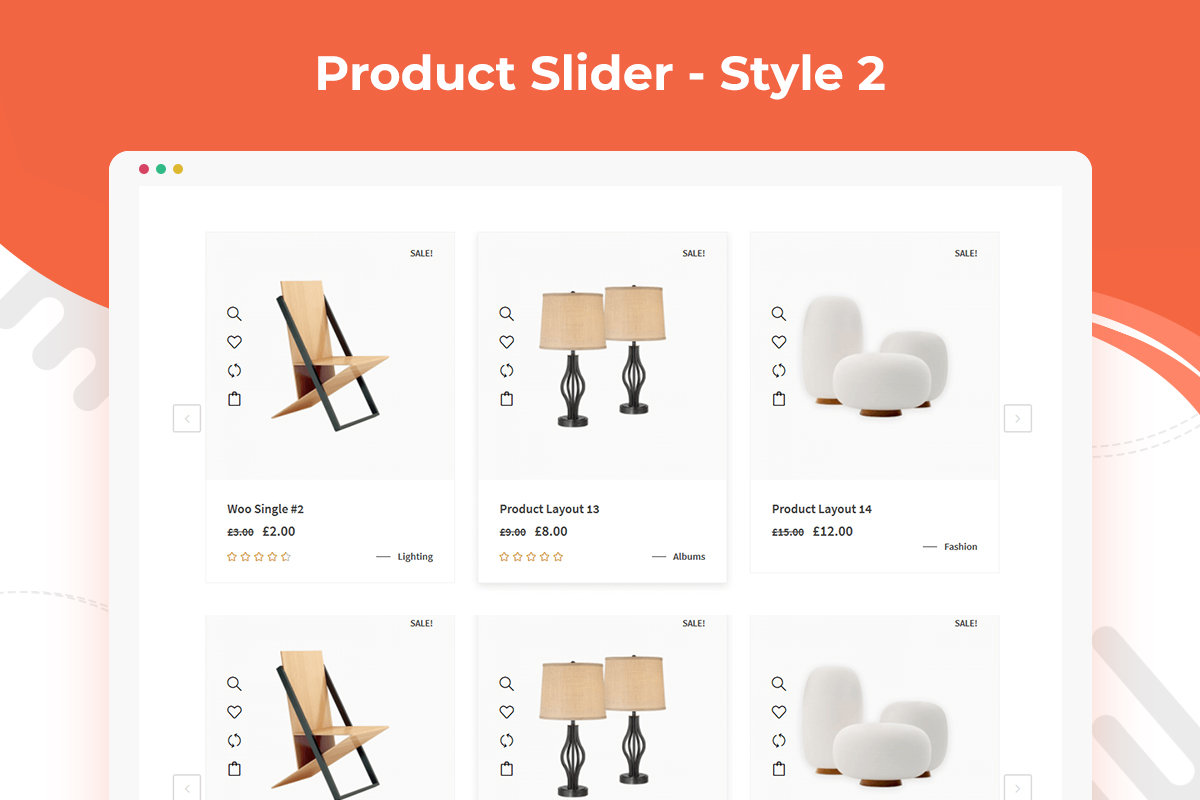 Product Slider - Style 2
SALE! SALE! SALE!
Woo Single #2 Product Layout 13 Product Layout 14
£3.00 £2.00 £9.00 £8.00 £15.00 £12.00
Lighting Albums Fashion
SALE! SALE! SALE!